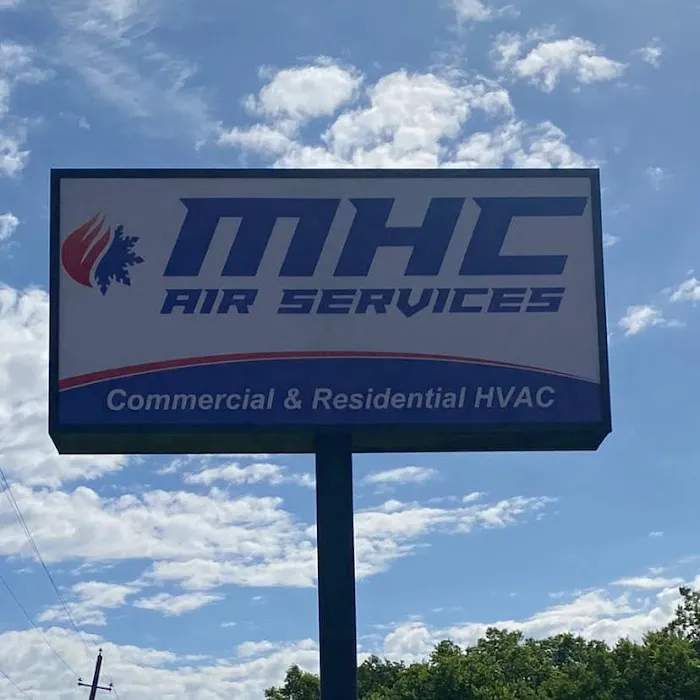 MHC
AIR SERVICES
Commercial & Residential HVAC